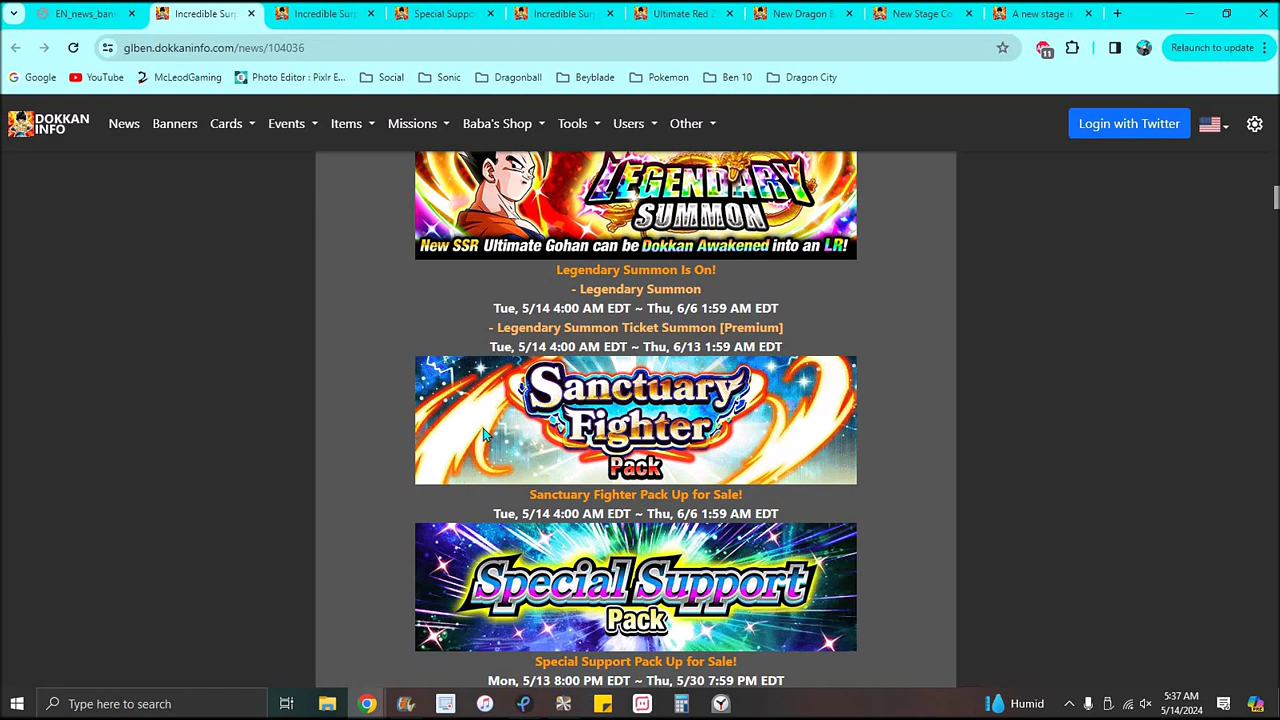 EN_news_ban
Incredible Sur
Incredible Sur
Special Suppo
Incredible Sur
Ultimate Red Z
New Dragon B
New Stage Co
A new stage is
glben.dokkaninfo.com/news/104036
11
Relaunch to update
Google
YouTube
McLeodGaming
Photo Editor : Pixlr E...
Social
Sonic
Dragonball
Beyblade
Pokemon
Ben 10
Dragon City
DOKKAN
INFO
News
Banners
Cards
Events
Items
Missions
Baba's Shop
Tools
Users
Other
Login with Twitter
LEGENDARY
SUMMON
New SSR Ultimate Gohan can be Dokkan Awakened into an LR!
Legendary Summon Is On!
- Legendary Summon
Tue, 5/14 4:00 AM EDT ~ Thu, 6/6 1:59 AM EDT
- Legendary Summon Ticket Summon [Premium]
Tue, 5/14 4:00 AM EDT ~ Thu, 6/13 1:59 AM EDT
Sanctuary
Fighter
Pack
Sanctuary Fighter Pack Up for Sale!
Tue, 5/14 4:00 AM EDT ~ Thu, 6/6 1:59 AM EDT
Special Support
Pack
Special Support Pack Up for Sale!
Mon, 5/13 8:00 PM EDT ~ Thu, 5/30 7:59 PM EDT
Type here to search
Humid
5:37 AM
5/14/2024